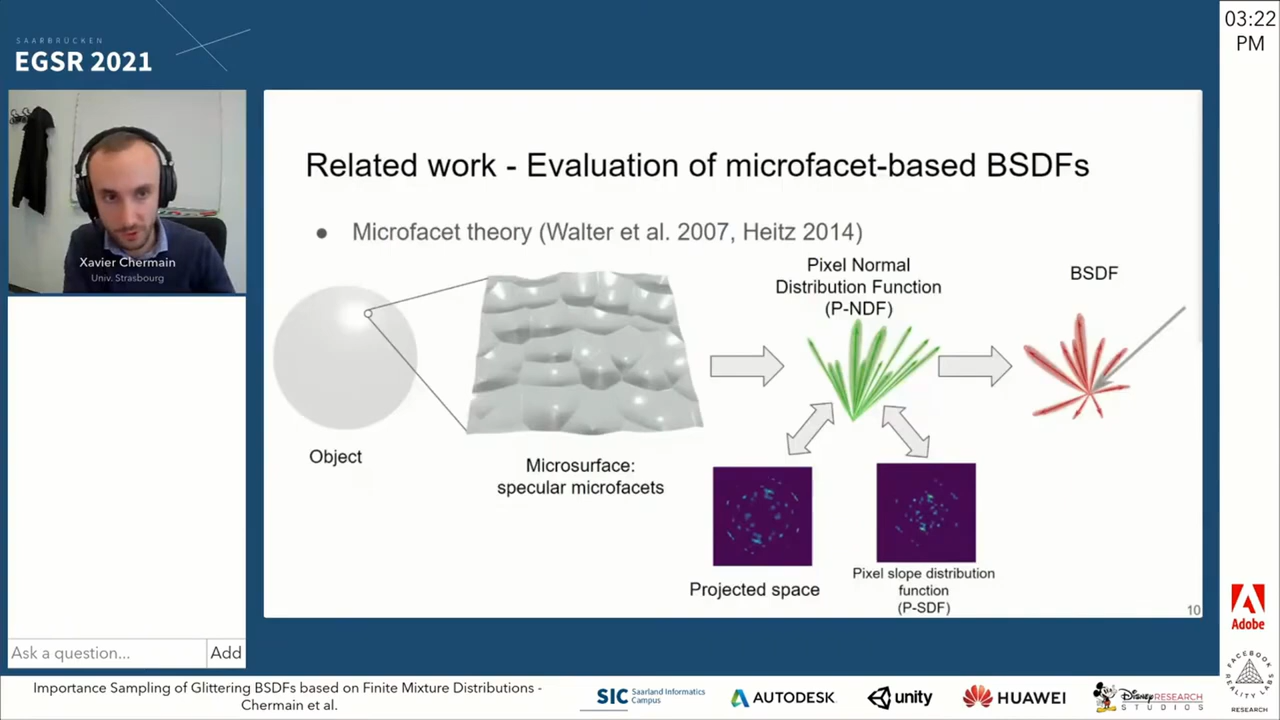 SAARBRÜCKEN
EGSR 2021
03:22
PM
Xavier Chermain
Univ. Strasbourg
Related work - Evaluation of microfacet-based BSDFs
● Microfacet theory (Walter et al. 2007, Heitz 2014)
Pixel Normal
Distribution Function
(P-NDF)
BSDF
Object
Microsurface:
specular microfacets
Projected space
Pixel slope distribution
function
(P-SDF)
10
Ask a question...
Add
Adobe
FACEBOOK
REALITY LABS
RESEARCH
Importance Sampling of Glittering BSDFs based on Finite Mixture Distributions -
Chermain et al.
SIC Saarland Informatics
Campus
AUTODESK
unity
HUAWEI
Disney RESEARCH
STUDIOS